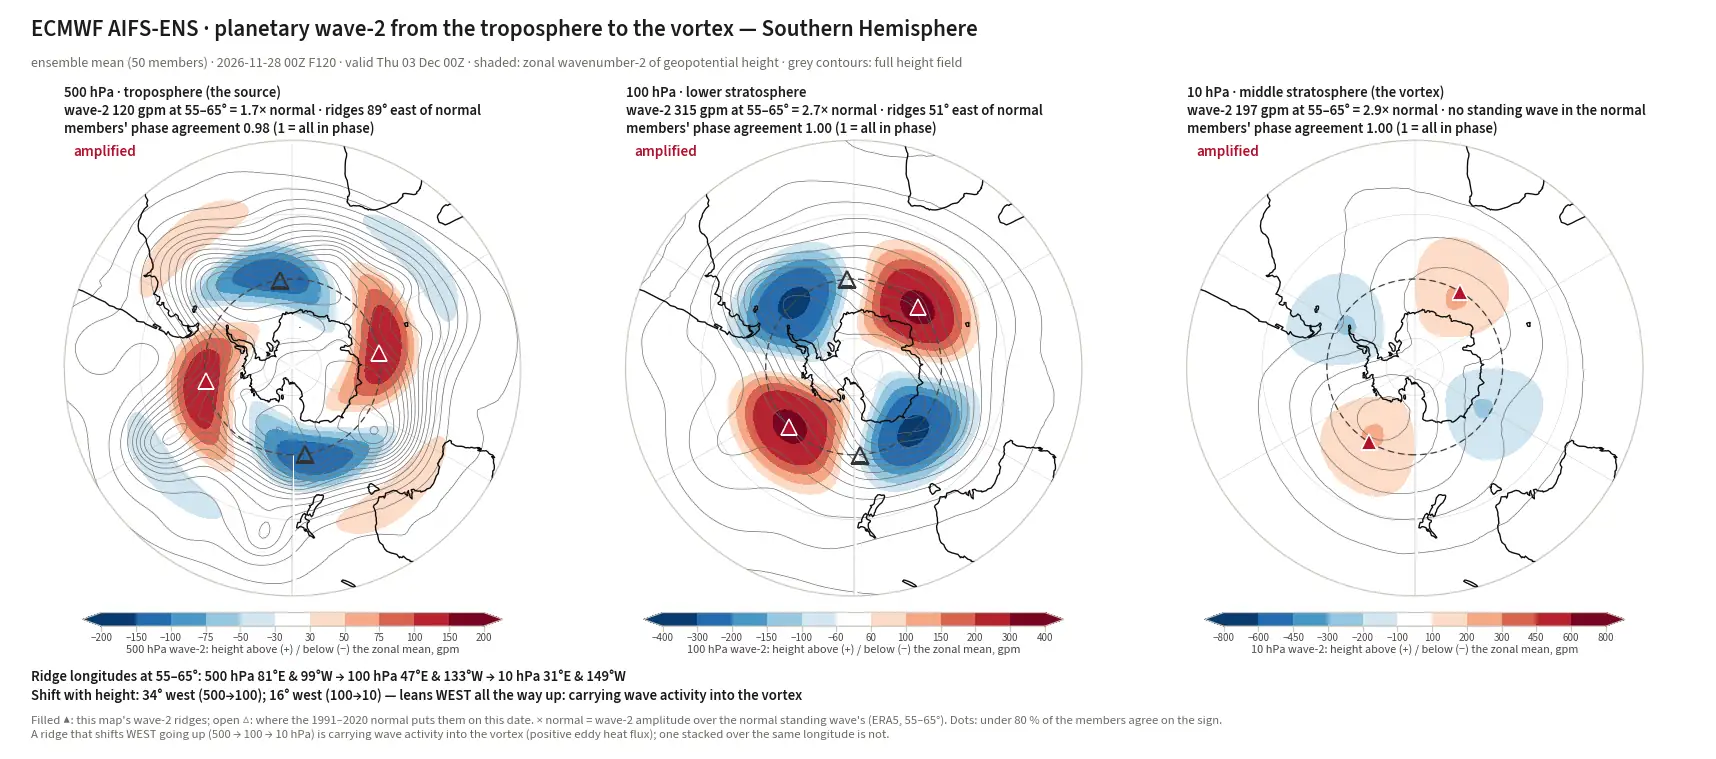 ECMWF AIFS-ENS · planetary wave-2 from the troposphere to the vortex — Southern Hemisphere
ensemble mean (50 members) · 2026-11-28 00Z F120 · valid Thu 03 Dec 00Z · shaded: zonal wavenumber-2 of geopotential height · grey contours: full height field
500 hPa · troposphere (the source)
wave-2 120 gpm at 55–65° = 1.7× normal · ridges 89° east of normal
members' phase agreement 0.98 (1 = all in phase)
amplified
100 hPa · lower stratosphere
wave-2 315 gpm at 55–65° = 2.7× normal · ridges 51° east of normal
members' phase agreement 1.00 (1 = all in phase)
amplified
10 hPa · middle stratosphere (the vortex)
wave-2 197 gpm at 55–65° = 2.9× normal · no standing wave in the normal
members' phase agreement 1.00 (1 = all in phase)
amplified
−200 −150 −100 −75 −50 −30 30 50 75 100 150 200
500 hPa wave-2: height above (+) / below (−) the zonal mean, gpm
−400 −300 −200 −150 −100 −60 60 100 150 200 300 400
100 hPa wave-2: height above (+) / below (−) the zonal mean, gpm
−800 −600 −450 −300 −200 −100 100 200 300 450 600 800
10 hPa wave-2: height above (+) / below (−) the zonal mean, gpm
Ridge longitudes at 55–65°: 500 hPa 81°E & 99°W → 100 hPa 47°E & 133°W → 10 hPa 31°E & 149°W
Shift with height: 34° west (500→100); 16° west (100→10) — leans WEST all the way up: carrying wave activity into the vortex
Filled ▲: this map's wave-2 ridges; open △: where the 1991–2020 normal puts them on this date. × normal = wave-2 amplitude over the normal standing wave's (ERA5, 55–65°). Dots: under 80 % of the members agree on the sign.
A ridge that shifts WEST going up (500 → 100 → 10 hPa) is carrying wave activity into the vortex (positive eddy heat flux); one stacked over the same longitude is not.